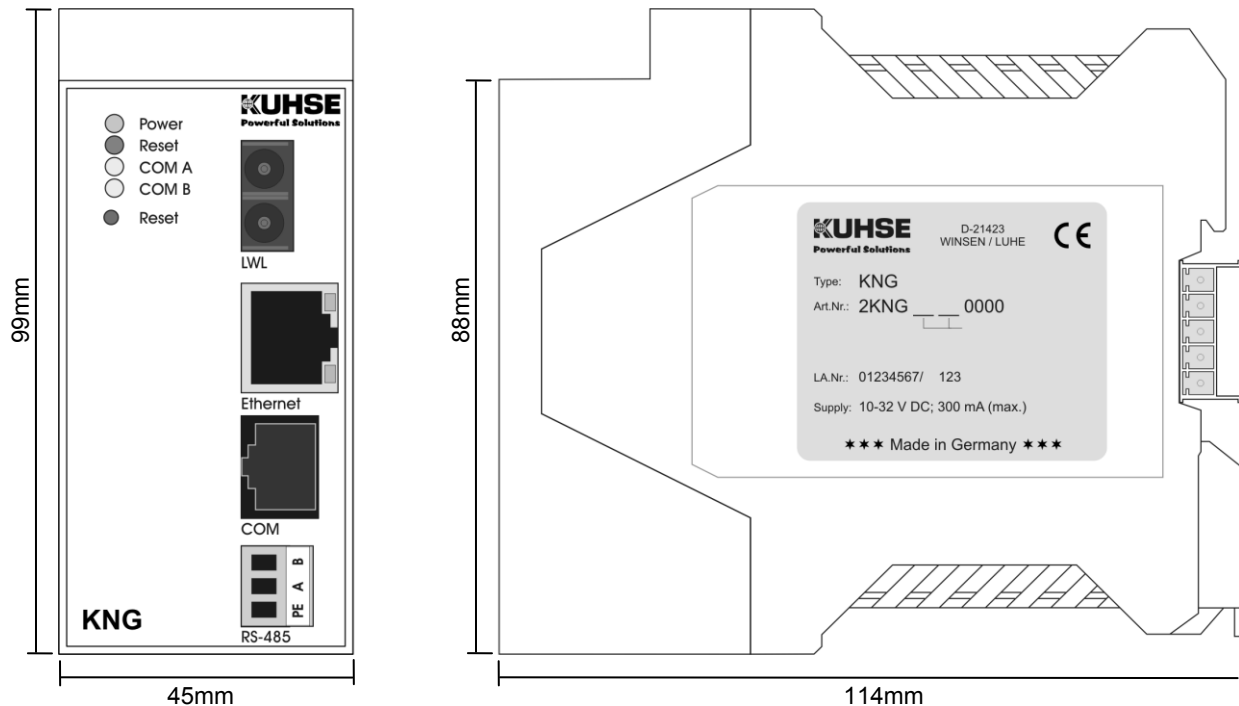 KUHSE
Powerful Solutions
Power
Reset
COM A
COM B
Reset
LWL
Ethernet
COM
B
A
PE
RS-485
KNG
99mm
45mm
88mm
114mm
KUHSE
Powerful Solutions
D-21423
WINSEN / LUHE
CE
Type: KNG
Art.Nr.: 2KNG __ __ 0000
LA.Nr.: 01234567/ 123
Supply: 10-32 V DC; 300 mA (max.)
✶✶✶ Made in Germany ✶✶✶